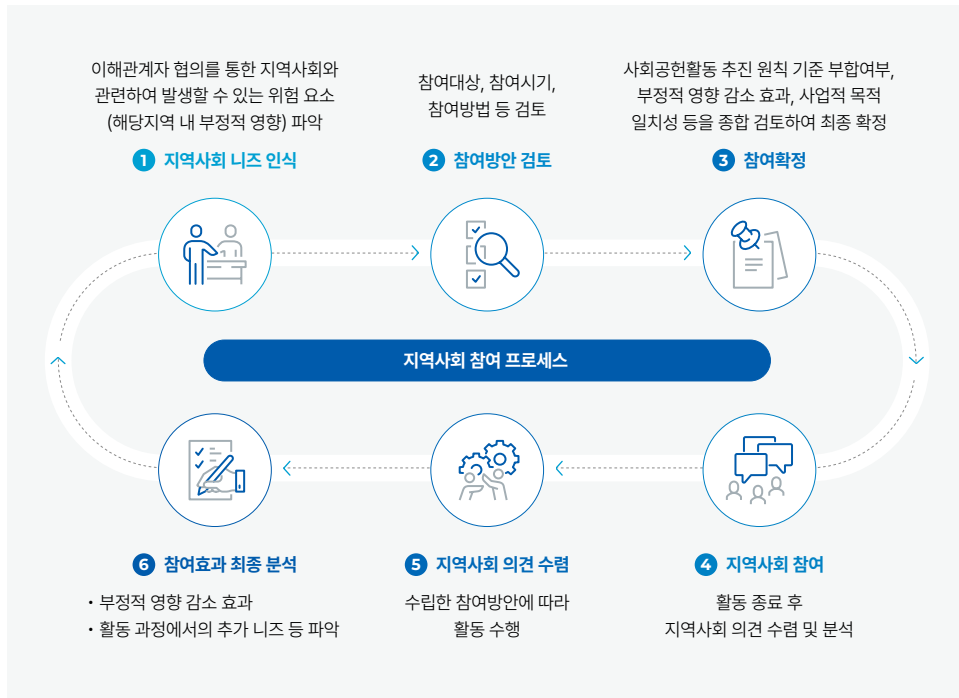 이해관계자 협의를 통한 지역사회와
관련하여 발생할 수 있는 위험 요소
(해당지역 내 부정적 영향) 파악
1 지역사회 니즈 인식
참여대상, 참여시기,
참여방법 등 검토
2 참여방안 검토
사회공헌활동 추진 원칙 기준 부합여부,
부정적 영향 감소 효과, 사업적 목적
일치성 등을 종합 검토하여 최종 확정
3 참여확정
지역사회 참여 프로세스
4 지역사회 참여
활동 종료 후
지역사회 의견 수렴 및 분석
5 지역사회 의견 수렴
수립한 참여방안에 따라
활동 수행
6 참여효과 최종 분석
• 부정적 영향 감소 효과
• 활동 과정에서의 추가 니즈 등 파악